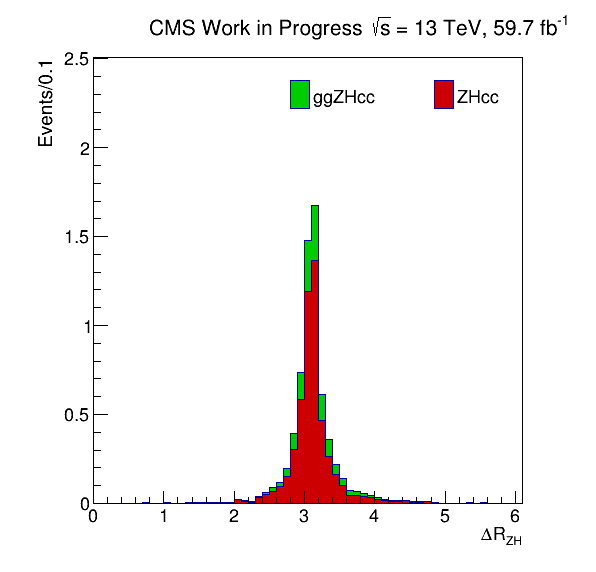 CMS Work in Progress √s = 13 TeV, 59.7 fb⁻¹
Events/0.1
2.5
ggZHcc ZHcc
2
1.5
1
0.5
0
0 1 2 3 4 5 6
ΔR_ZH